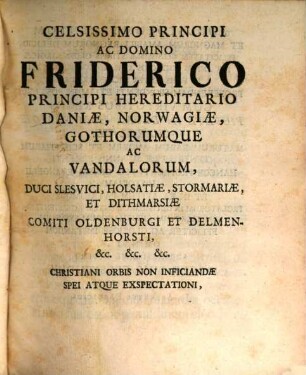 CELSISSIMO PRINCIPI
AC DOMINO
FRIDERICO
PRINCIPI HEREDITARIO
DANIÆ, NORWAGIÆ,
GOTHORUMQUE
AC
VANDALORUM,
DUCI SLESVICI, HOLSATIÆ, STORMARIÆ,
ET DITHMARSIÆ
COMITI OLDENBURGI ET DELMEN-
HORSTI,
&c. &c. &c.
CHRISTIANI ORBIS NON INFICIANDÆ
SPEI ATQUE EXSPECTATIONI,